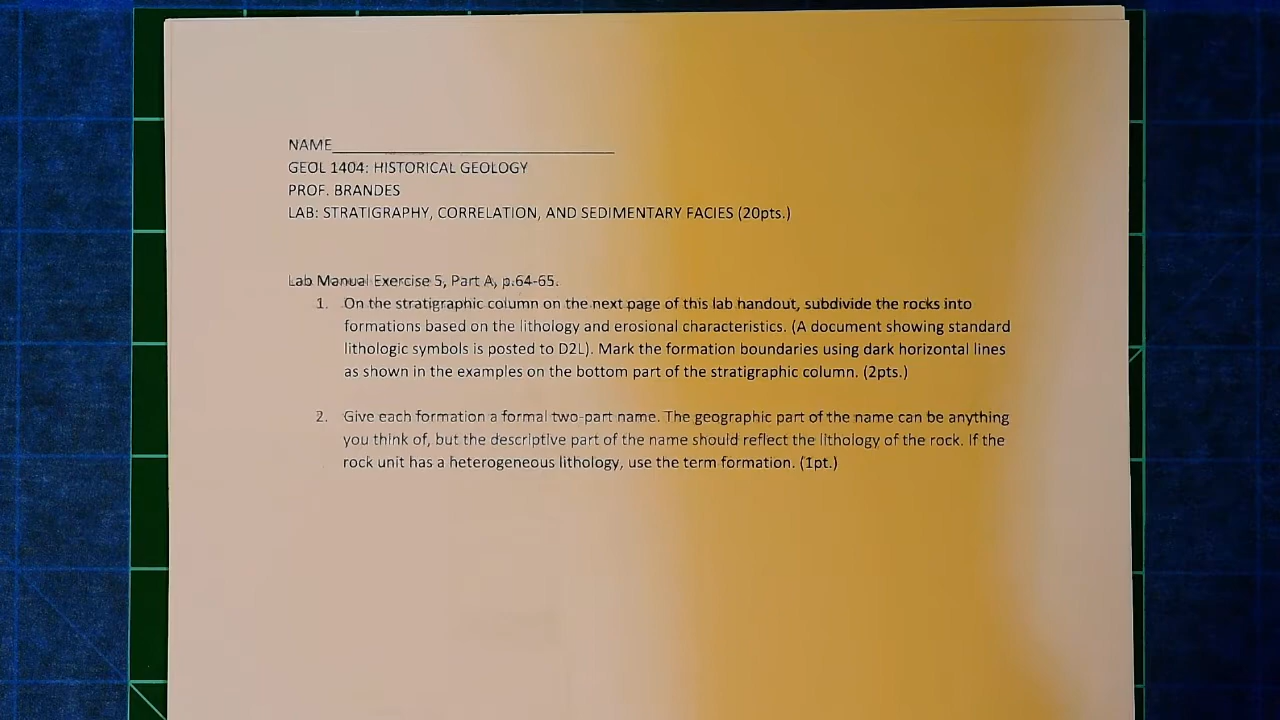 NAME
GEOL 1404: HISTORICAL GEOLOGY
PROF. BRANDES
LAB: STRATIGRAPHY, CORRELATION, AND SEDIMENTARY FACIES (20pts.)
Lab Manual Exercise 5, Part A, p.64-65.
1. On the stratigraphic column on the next page of this lab handout, subdivide the rocks into
formations based on the lithology and erosional characteristics. (A document showing standard
lithologic symbols is posted to D2L). Mark the formation boundaries using dark horizontal lines
as shown in the examples on the bottom part of the stratigraphic column. (2pts.)
2. Give each formation a formal two-part name. The geographic part of the name can be anything
you think of, but the descriptive part of the name should reflect the lithology of the rock. If the
rock unit has a heterogeneous lithology, use the term formation. (1pt.)